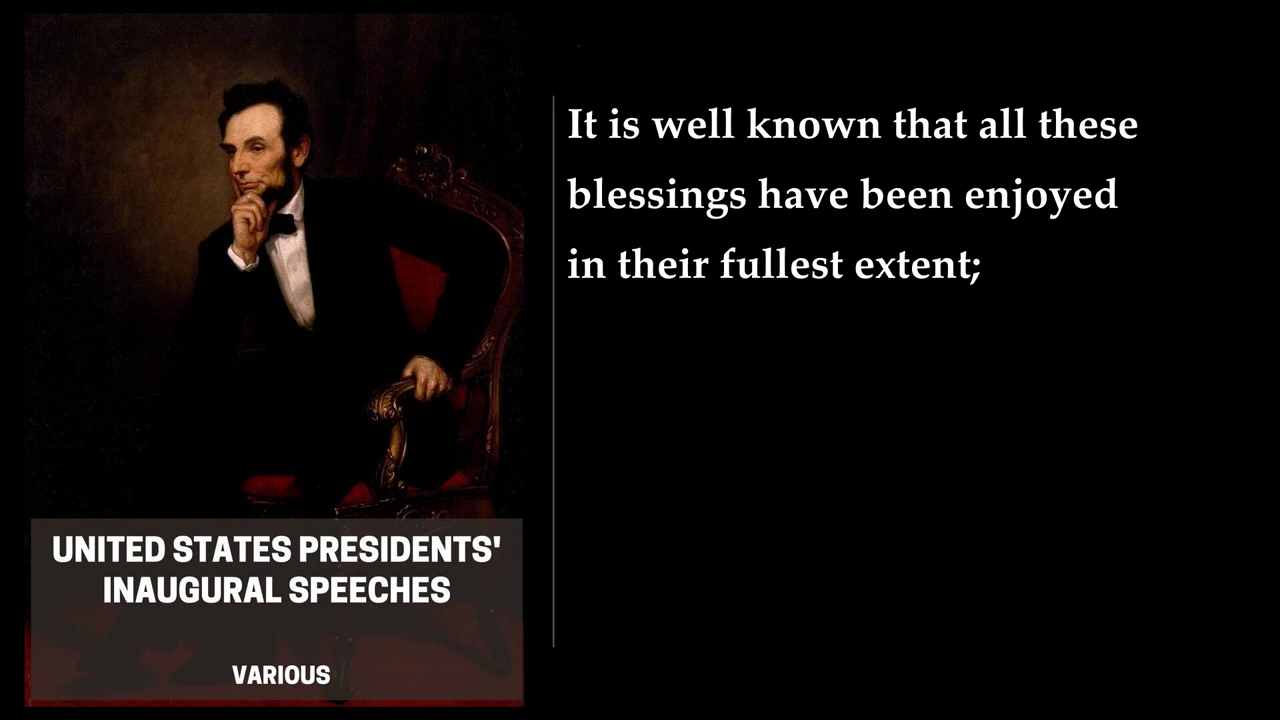 It is well known that all these
blessings have been enjoyed
in their fullest extent;
UNITED STATES PRESIDENTS'
INAUGURAL SPEECHES
VARIOUS